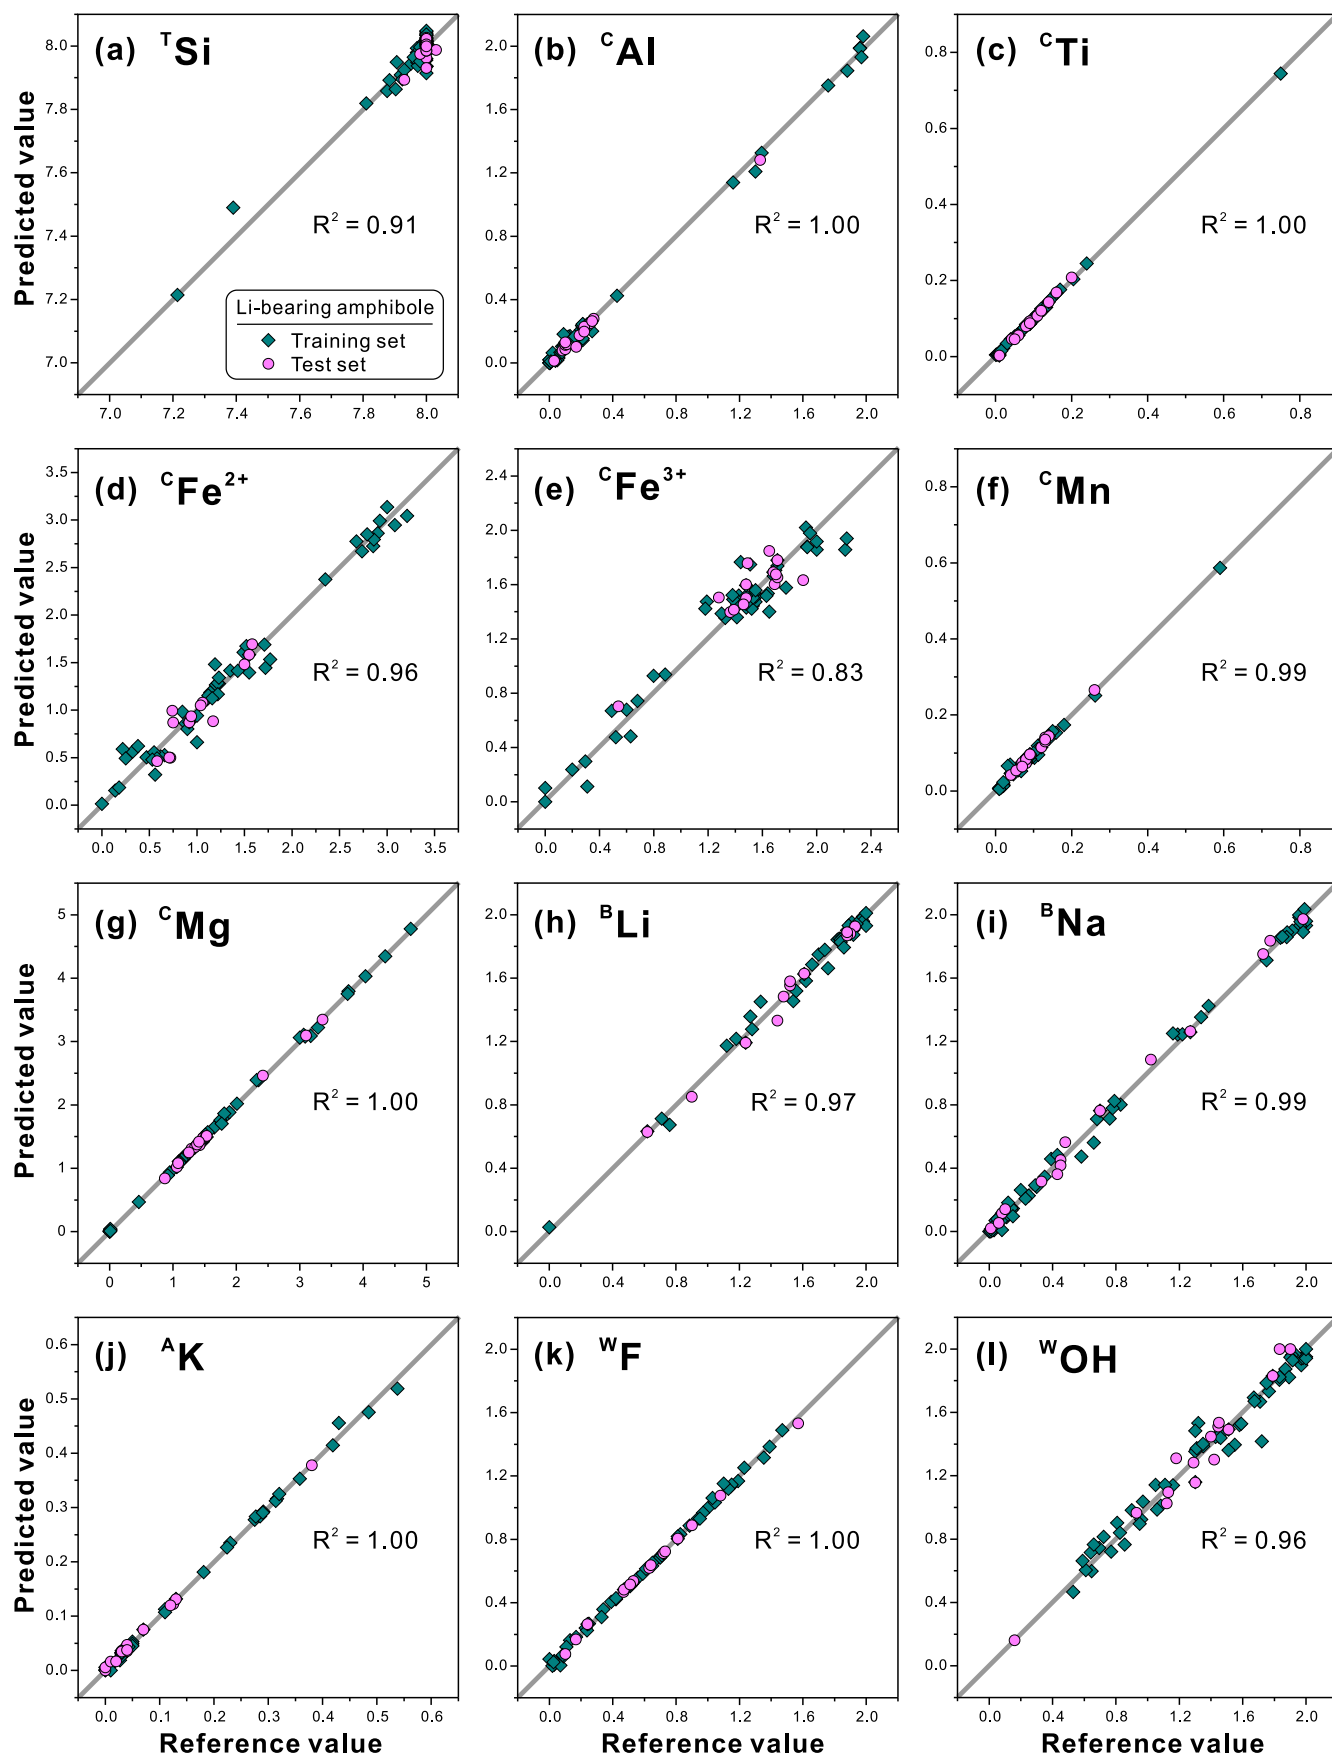 (a) ᵀSi
8.0
7.8
7.6
7.4
7.2
7.0
R² = 0.91
Li-bearing amphibole
Training set
Test set
7.0 7.2 7.4 7.6 7.8 8.0
Predicted value
(b) ᶜAl
2.0
1.6
1.2
0.8
0.4
0.0
R² = 1.00
0.0 0.4 0.8 1.2 1.6 2.0
(c) ᶜTi
0.8
0.6
0.4
0.2
0.0
R² = 1.00
0.0 0.2 0.4 0.6 0.8
(d) ᶜFe²⁺
3.5
3.0
2.5
2.0
1.5
1.0
0.5
0.0
R² = 0.96
0.0 0.5 1.0 1.5 2.0 2.5 3.0 3.5
Predicted value
(e) ᶜFe³⁺
2.4
2.0
1.6
1.2
0.8
0.4
0.0
R² = 0.83
0.0 0.4 0.8 1.2 1.6 2.0 2.4
(f) ᶜMn
0.8
0.6
0.4
0.2
0.0
R² = 0.99
0.0 0.2 0.4 0.6 0.8
(g) ᶜMg
5
4
3
2
1
0
R² = 1.00
0 1 2 3 4 5
Predicted value
(h) ᴮLi
2.0
1.6
1.2
0.8
0.4
0.0
R² = 0.97
0.0 0.4 0.8 1.2 1.6 2.0
(i) ᴮNa
2.0
1.6
1.2
0.8
0.4
0.0
R² = 0.99
0.0 0.4 0.8 1.2 1.6 2.0
(j) ᴬK
0.6
0.5
0.4
0.3
0.2
0.1
0.0
R² = 1.00
0.0 0.1 0.2 0.3 0.4 0.5 0.6
Predicted value
Reference value
(k) ᵂF
2.0
1.6
1.2
0.8
0.4
0.0
R² = 1.00
0.0 0.4 0.8 1.2 1.6 2.0
Reference value
(l) ᵂOH
2.0
1.6
1.2
0.8
0.4
0.0
R² = 0.96
0.0 0.4 0.8 1.2 1.6 2.0
Reference value